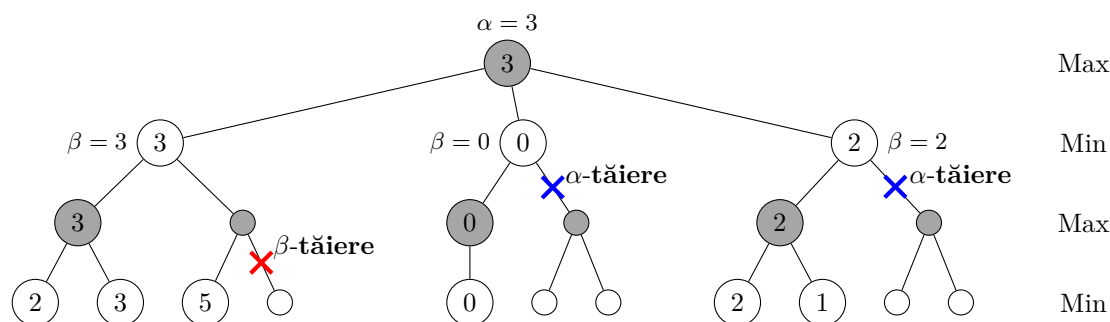 α = 3
3 Max
β = 3 3 β = 0 0 2 β = 2 Min
α-tăiere α-tăiere
3 0 2 Max
β-tăiere
2 3 5 0 2 1 Min